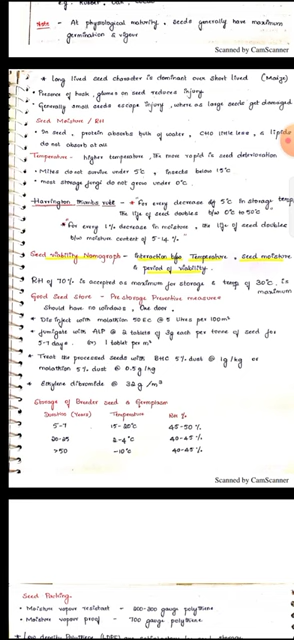 e.g. Rubber,
Note - At physiological maturity, seeds generally have maximum
germination & vigour
Scanned by CamScanner
* Long lived seed character is dominant over short lived (Maize)
• Presence of husk, glumes on seed reduces injury
• Generally small seeds escape injury, where as large seeds get damaged
Seed Moisture / RH
• In seed, protein absorbs bulk of water, CHO little less, & lipids
do not absorb at all
Temperature - higher temperature, the more rapid is seed deterioration
• Mites do not survive under 5°C, insects below 15°C
• most storage fungi do not grow under 0°C.
Harrington thumbs rule - * For every decrease by 5°C in storage temp
the life of seed doubles b/w 0°C to 50°C
* For every 1% decrease in moisture, the life of seed doubles
b/w moisture content of 5-14%
Seed viability Nomograph - Interaction b/w Temperature, Seed moisture
& period of viability.
RH of 70% is accepted as maximum for storage & temp of 30°C, is
maximum
Good Seed store - Pre storage Preventive measures
Should have no windows, One door,
• Disinfect with malathion 50EC @ 5 litres per 100m²
• fumigate with ALP @ 2 tablets of 3g each per tonne of seed for
5-7 days. (or) 1 tablet per m³
• Treat the processed seeds with BHC 5% dust @ 1g/kg or
malathion 5% dust @ 0.5g/kg
• Ethylene dibromide @ 32g/m³
Storage of Breeder seed & Germplasm
Duration (Years) Temperature RH %
5-7 15-20°C 45-50%
20-25 2-4°C 40-45%
>50 -10°C 40-45%
Scanned by CamScanner
Seed Packing.
• Moisture vapour resistant - 200-300 gauge polythene
• Moisture vapour proof - 700 gauge polythene